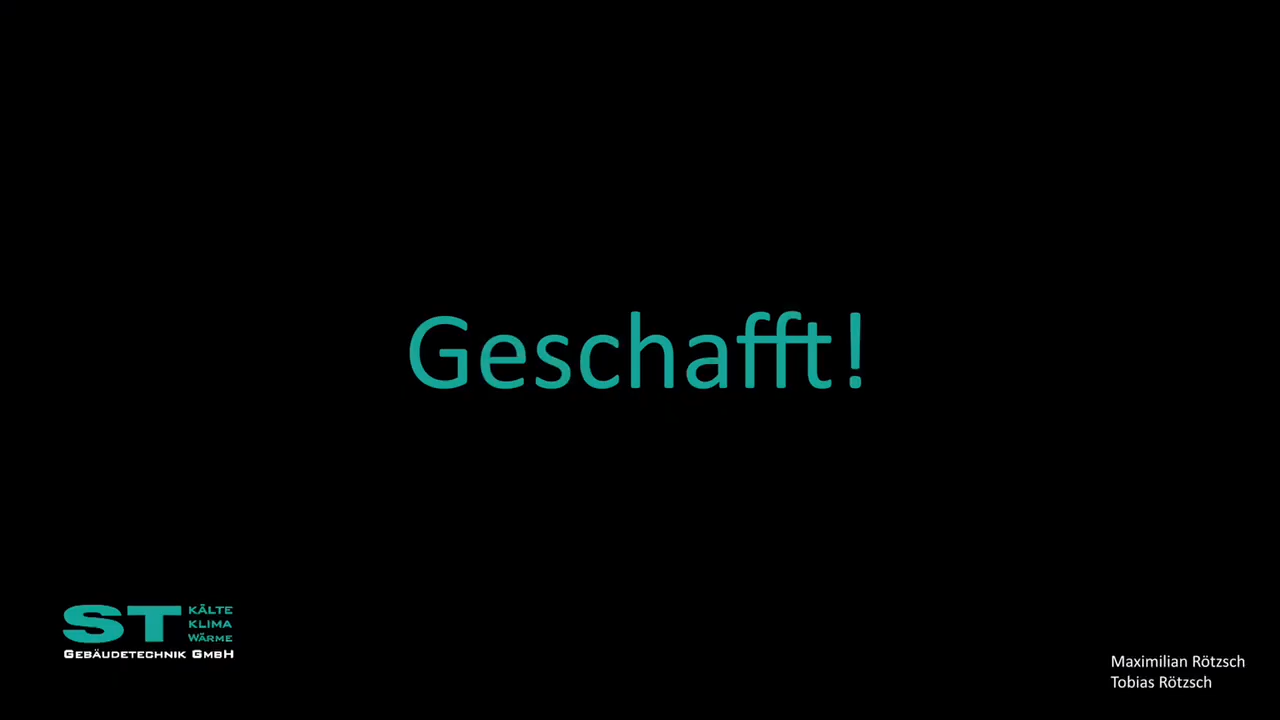 Geschafft!
ST
KÄLTE
KLIMA
WÄRME
GEBÄUDETECHNIK GMBH
Maximilian Rötzsch
Tobias Rötzsch